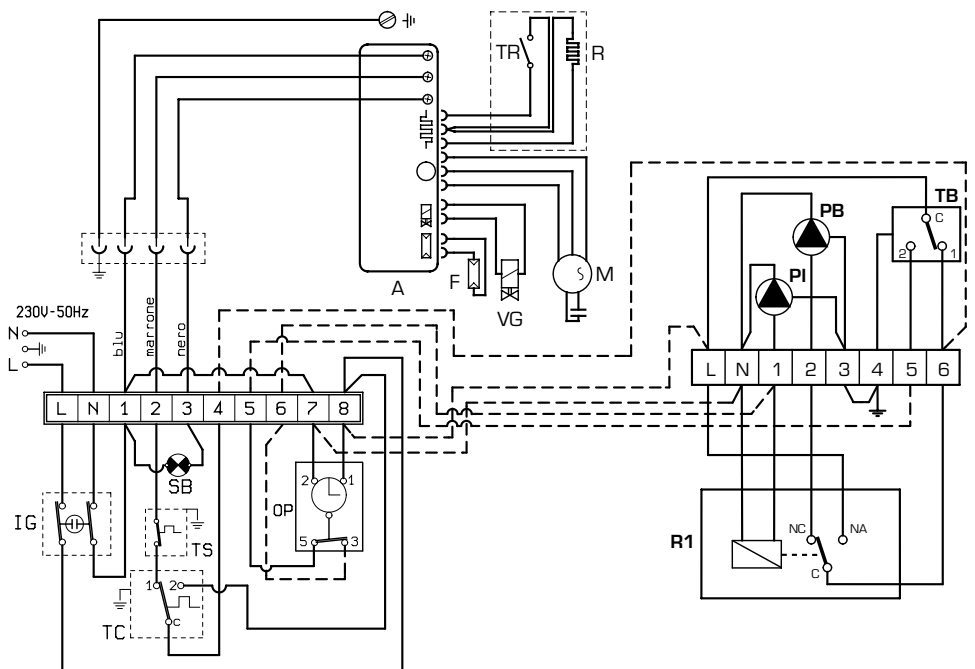 TR
R
A
F
VG
M
PB
PI
TB
C
2
1
230V-50Hz
N
L
blu
marrone
nero
L N 1 2 3 4 5 6 7 8
L N 1 2 3 4 5 6
SB
IG
TS
1 2
C
TC
OP
2 1
5 3
R1
NC
NA
C